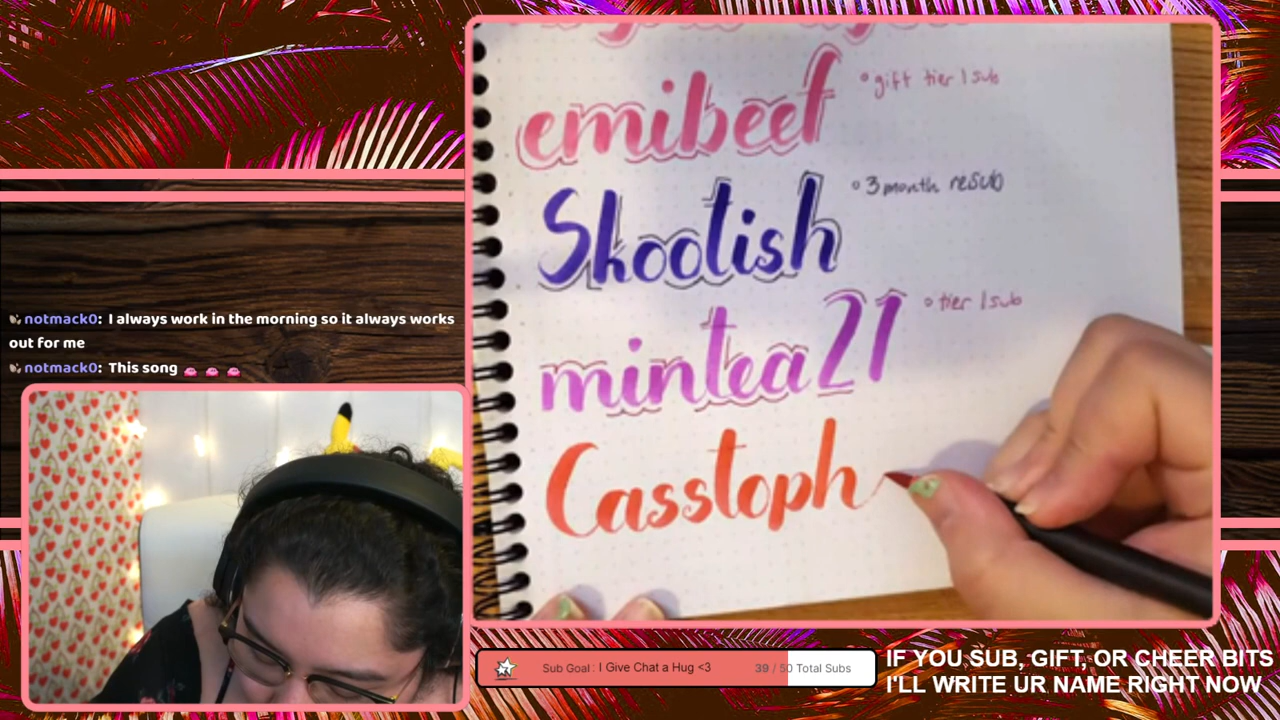 emibeef
°gift tier 1 sub
Skootish
°3 month resub
mintea21
°tier 1 sub
Casstoph
notmack0: I always work in the morning so it always works
out for me
notmack0: This song
Sub Goal: I Give Chat a Hug <3 39 / 50 Total Subs
IF YOU SUB, GIFT, OR CHEER BITS
I'LL WRITE UR NAME RIGHT NOW